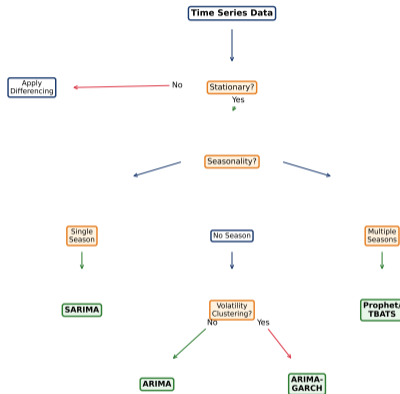 Time Series Data
Apply
Differencing
No
Stationary?
Yes
Seasonality?
Single
Season
No Season
Multiple
Seasons
SARIMA
Volatility
Clustering?
Prophet/
TBATS
No
Yes
ARIMA
ARIMA-
GARCH